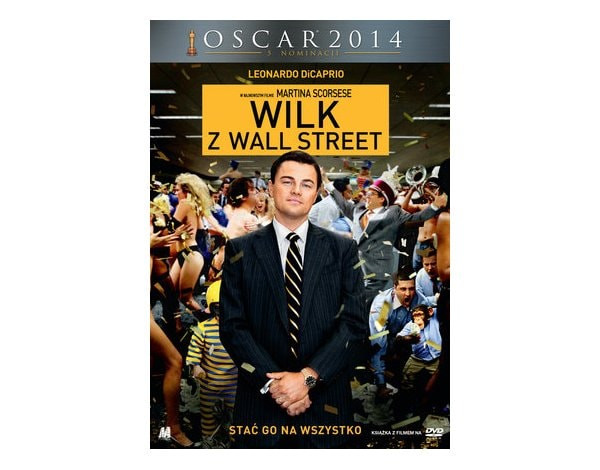 OSCAR 2014
5 NOMINACJI
LEONARDO DiCAPRIO
W NAJNOWSZYM FILMIE MARTINA SCORSESE
WILK
Z WALL STREET
STAĆ GO NA WSZYSTKO
KSIĄŻKA Z FILMEM NA DVD